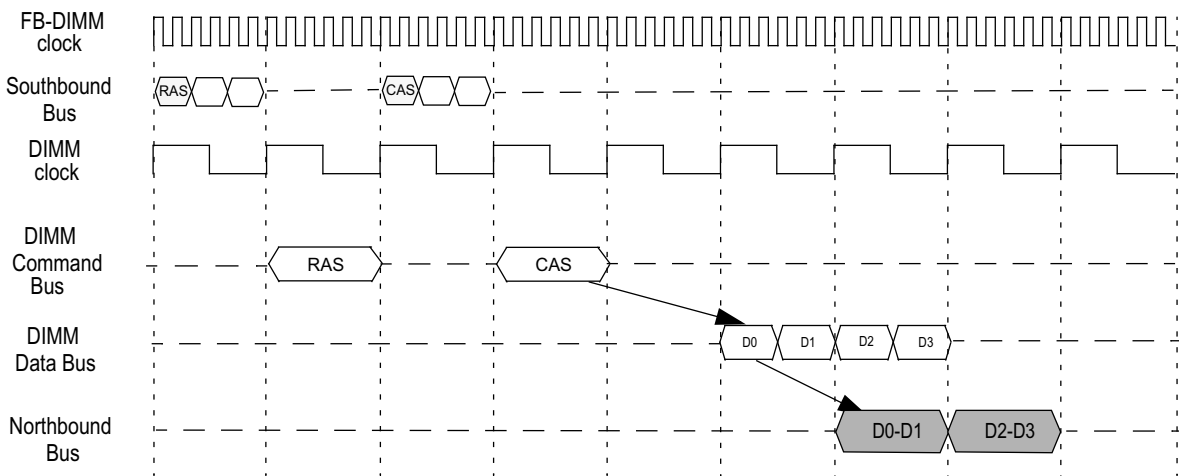 FB-DIMM
clock
Southbound
Bus
RAS
CAS
DIMM
clock
DIMM
Command
Bus
RAS
CAS
DIMM
Data Bus
D0
D1
D2
D3
Northbound
Bus
D0-D1
D2-D3